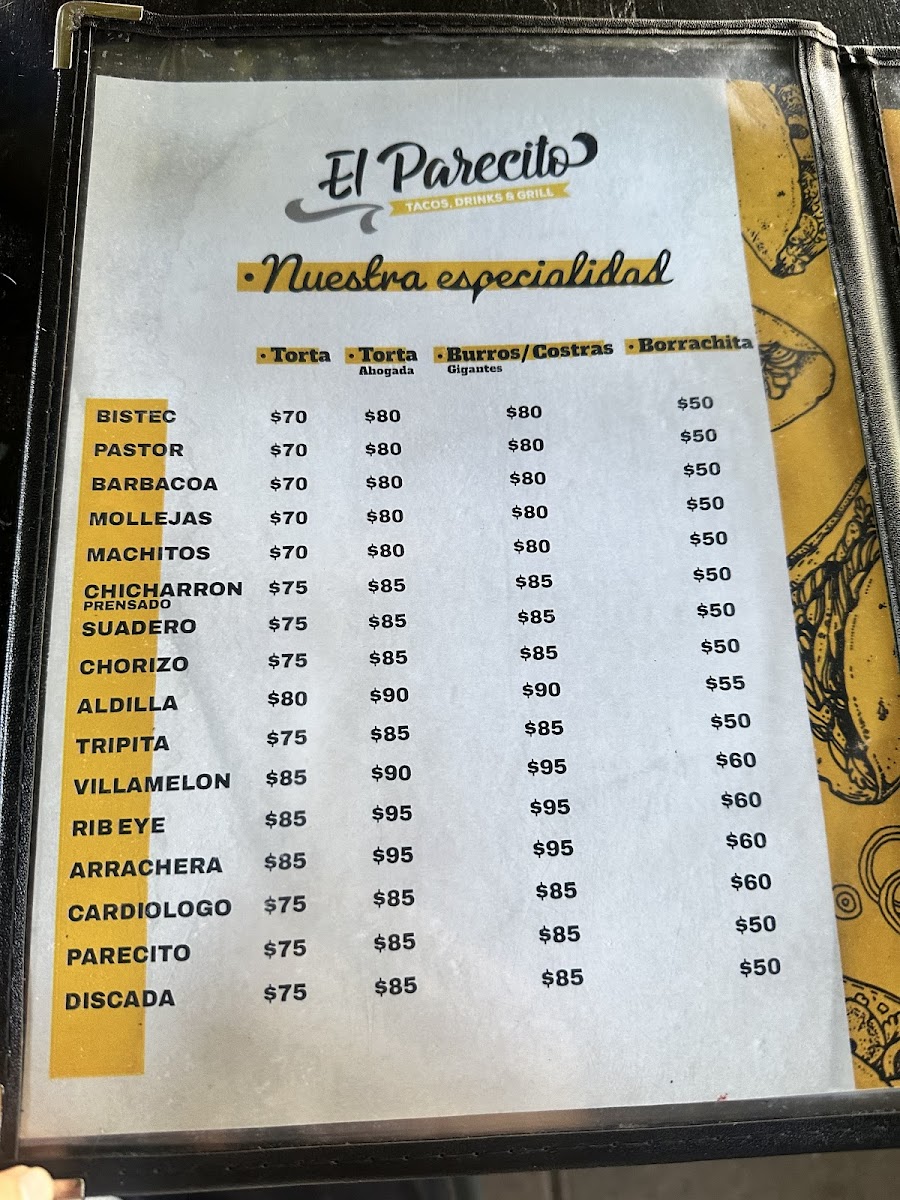 El Parecito
TACOS, DRINKS & GRILL
• Nuestra especialidad
• Torta • Torta • Burros/Costras • Borrachita
Ahogada Gigantes
BISTEC $70 $80 $80 $50
PASTOR $70 $80 $80 $50
BARBACOA $70 $80 $80 $50
MOLLEJAS $70 $80 $80 $50
MACHITOS $70 $80 $80 $50
CHICHARRON $75 $85 $85 $50
PRENSADO
SUADERO $75 $85 $85 $50
CHORIZO $75 $85 $85 $50
ALDILLA $80 $90 $90 $55
TRIPITA $75 $85 $85 $50
VILLAMELON $85 $90 $95 $60
RIB EYE $85 $95 $95 $60
ARRACHERA $85 $95 $95 $60
CARDIOLOGO $75 $85 $85 $60
PARECITO $75 $85 $85 $50
DISCADA $75 $85 $85 $50